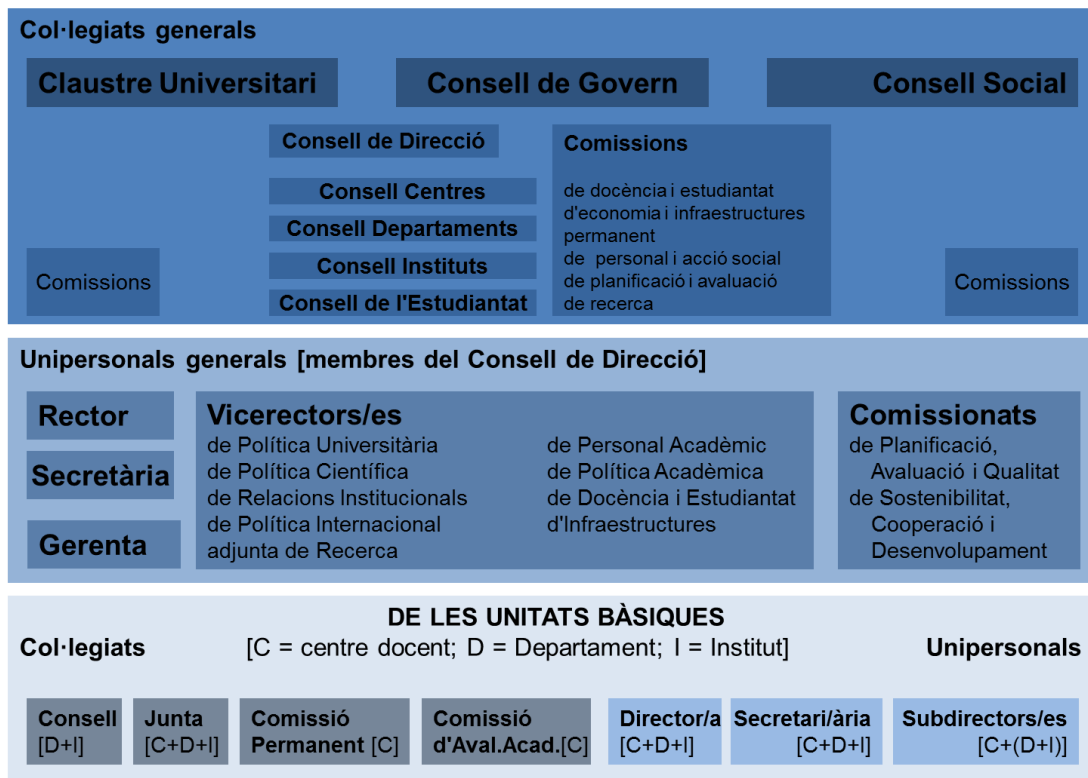 Col·legiats generals
Claustre Universitari
Consell de Govern
Consell Social
Consell de Direcció
Consell Centres
Consell Departaments
Consell Instituts
Consell de l'Estudiantat
Comissions
de docència i estudiantat
d'economia i infraestructures
permanent
de personal i acció social
de planificació i avaluació
de recerca
Comissions
Comissions
Unipersonals generals [membres del Consell de Direcció]
Rector
Secretària
Gerenta
Vicerectors/es
de Política Universitària
de Política Científica
de Relacions Institucionals
de Política Internacional
adjunta de Recerca
de Personal Acadèmic
de Política Acadèmica
de Docència i Estudiantat
d'Infraestructures
Comissionats
de Planificació,
Avaluació i Qualitat
de Sostenibilitat,
Cooperació i
Desenvolupament
DE LES UNITATS BÀSIQUES
Col·legiats
[C = centre docent; D = Departament; I = Institut]
Unipersonals
Consell
[D+I]
Junta
[C+D+I]
Comissió
Permanent [C]
Comissió
d'Aval.Acad.[C]
Director/a
[C+D+I]
Secretari/ària
[C+D+I]
Subdirectors/es
[C+(D+I)]